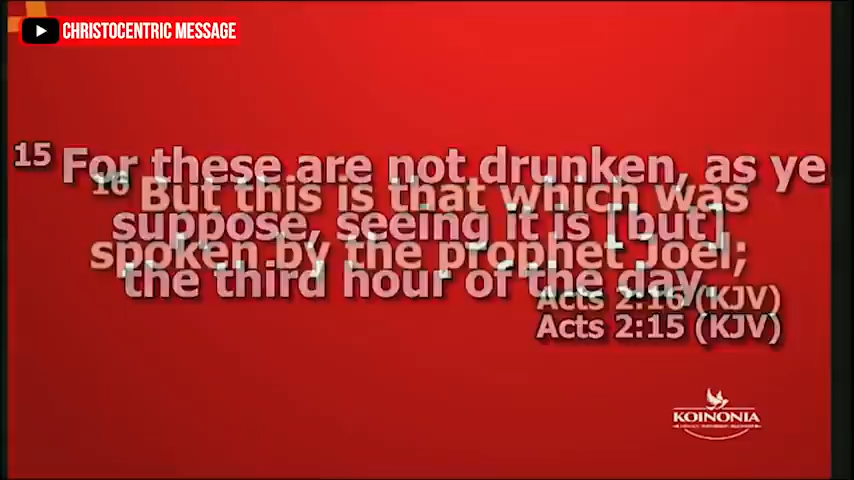 CHRISTOCENTRIC MESSAGE
15 For these are not drunken, as ye
16 But this is that which was
suppose, seeing it is [but]
spoken by the prophet Joel;
the third hour of the day.
Acts 2:16 (KJV)
Acts 2:15 (KJV)
KOINONIA